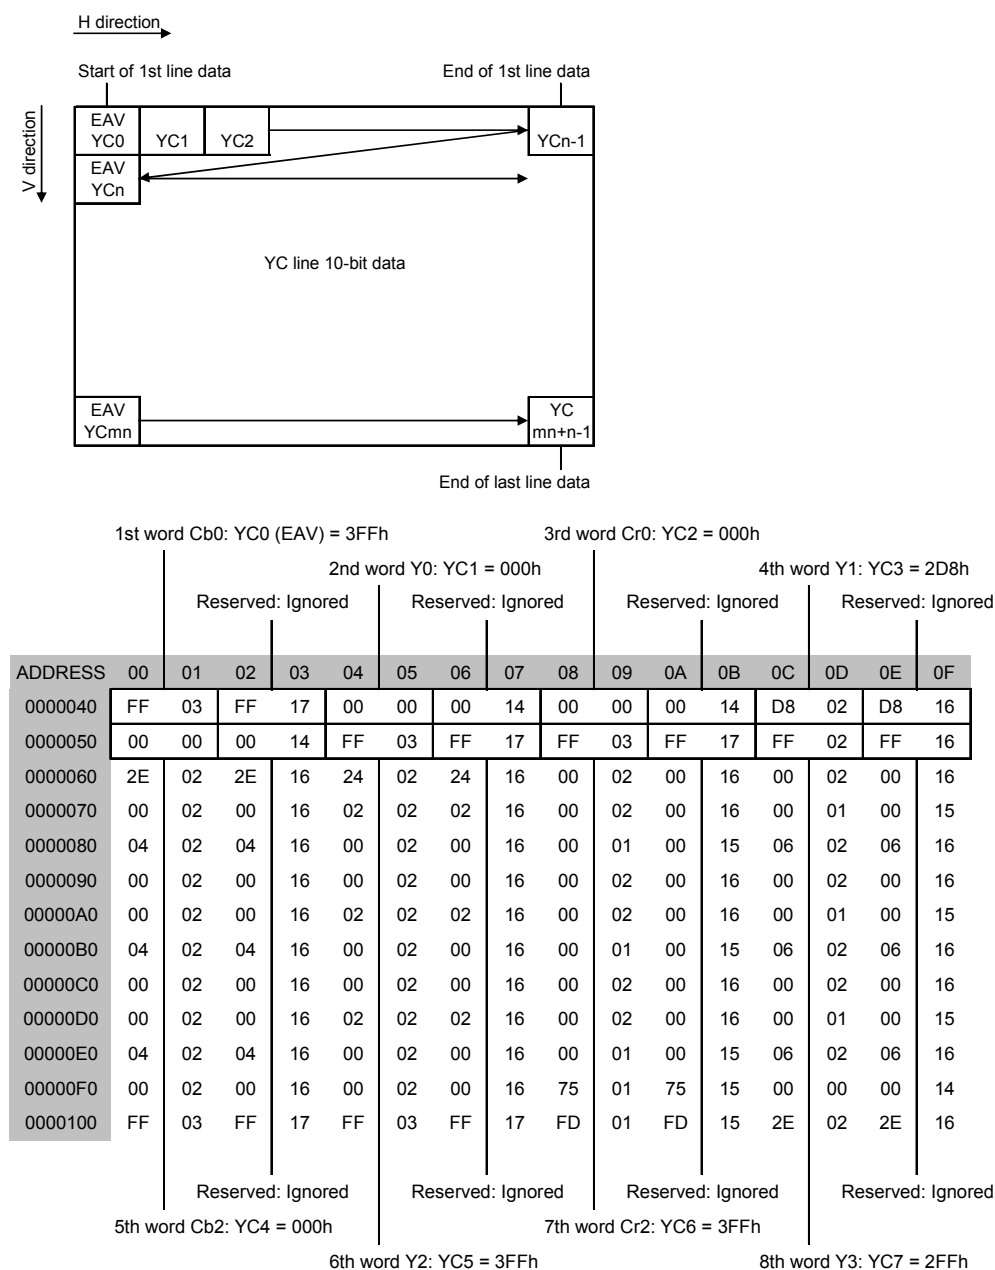 H direction
Start of 1st line data End of 1st line data
V direction
EAV YC0 YC1 YC2 YCn-1
EAV YCn
YC line 10-bit data
EAV YCmn YC mn+n-1
End of last line data
1st word Cb0: YC0 (EAV) = 3FFh 3rd word Cr0: YC2 = 000h
2nd word Y0: YC1 = 000h 4th word Y1: YC3 = 2D8h
Reserved: Ignored Reserved: Ignored Reserved: Ignored Reserved: Ignored
ADDRESS 00 01 02 03 04 05 06 07 08 09 0A 0B 0C 0D 0E 0F
0000040 FF 03 FF 17 00 00 00 14 00 00 00 14 D8 02 D8 16
0000050 00 00 00 14 FF 03 FF 17 FF 03 FF 17 FF 02 FF 16
0000060 2E 02 2E 16 24 02 24 16 00 02 00 16 00 02 00 16
0000070 00 02 00 16 02 02 02 16 00 02 00 16 00 01 00 15
0000080 04 02 04 16 00 02 00 16 00 01 00 15 06 02 06 16
0000090 00 02 00 16 00 02 00 16 00 02 00 16 00 02 00 16
00000A0 00 02 00 16 02 02 02 16 00 02 00 16 00 01 00 15
00000B0 04 02 04 16 00 02 00 16 00 01 00 15 06 02 06 16
00000C0 00 02 00 16 00 02 00 16 00 02 00 16 00 02 00 16
00000D0 00 02 00 16 02 02 02 16 00 02 00 16 00 01 00 15
00000E0 04 02 04 16 00 02 00 16 00 01 00 15 06 02 06 16
00000F0 00 02 00 16 00 02 00 16 75 01 75 15 00 00 00 14
0000100 FF 03 FF 17 FF 03 FF 17 FD 01 FD 15 2E 02 2E 16
Reserved: Ignored Reserved: Ignored Reserved: Ignored Reserved: Ignored
5th word Cb2: YC4 = 000h 7th word Cr2: YC6 = 3FFh
6th word Y2: YC5 = 3FFh 8th word Y3: YC7 = 2FFh